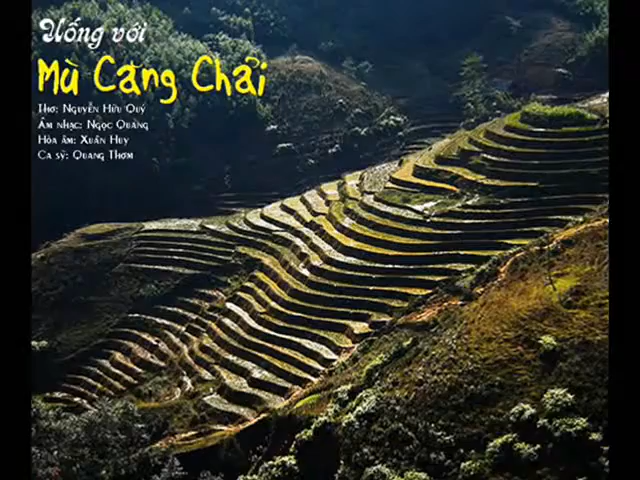 Uống với
Mù Cang Chải
Thơ: Nguyễn Hữu Quý
Âm nhạc: Ngọc Quang
Hòa âm: Xuân Huy
Ca sỹ: Quang Thơm